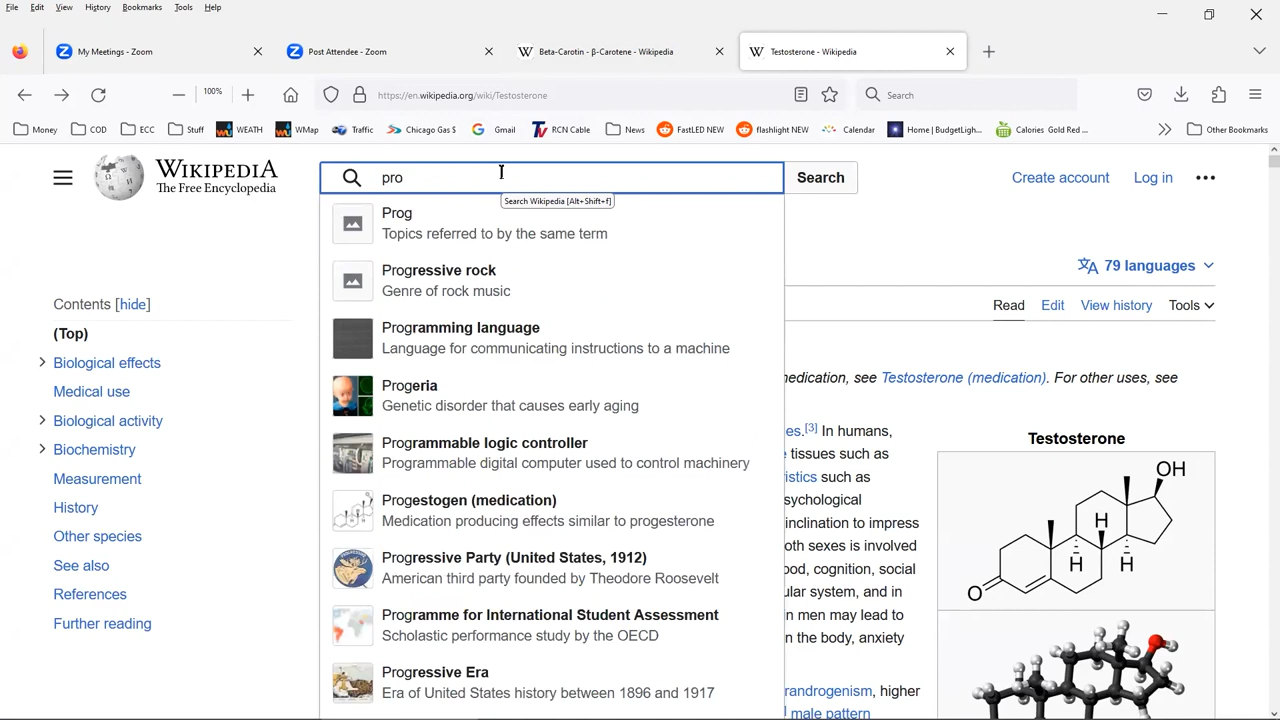 File Edit View History Bookmarks Tools Help
My Meetings - Zoom
Post Attendee - Zoom
Beta-Carotin - β-Carotene - Wikipedia
Testosterone - Wikipedia
100%
https://en.wikipedia.org/wiki/Testosterone
Search
Money COD ECC Stuff WEATH WMap Traffic Chicago Gas $ Gmail RCN Cable News FastLED NEW flashlight NEW Calendar Home | BudgetLigh... Calories Gold Red ... Other Bookmarks
WIKIPEDIA
The Free Encyclopedia
pro
Search
Create account Log in
Search Wikipedia [Alt+Shift+f]
Prog
Topics referred to by the same term
Progressive rock
Genre of rock music
Programming language
Language for communicating instructions to a machine
Progeria
Genetic disorder that causes early aging
Programmable logic controller
Programmable digital computer used to control machinery
Progestogen (medication)
Medication producing effects similar to progesterone
Progressive Party (United States, 1912)
American third party founded by Theodore Roosevelt
Programme for International Student Assessment
Scholastic performance study by the OECD
Progressive Era
Era of United States history between 1896 and 1917
Contents [hide]
(Top)
Biological effects
Medical use
Biological activity
Biochemistry
Measurement
History
Other species
See also
References
Further reading
79 languages
Read Edit View history Tools
medication, see Testosterone (medication). For other uses, see
es.[3] In humans,
tissues such as
istics such as
sychological
inclination to impress
oth sexes is involved
ood, cognition, social
ular system, and in
n men may lead to
n the body, anxiety
randrogenism, higher
male pattern
Testosterone
OH
H
H
H
O